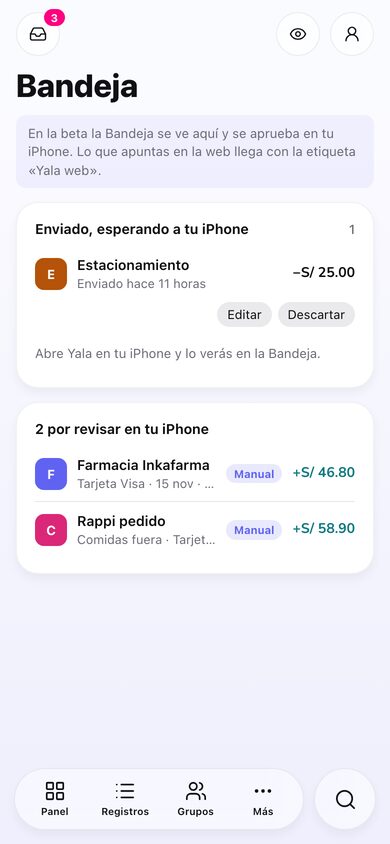 3
Bandeja
En la beta la Bandeja se ve aquí y se aprueba en tu
iPhone. Lo que apuntas en la web llega con la etiqueta
«Yala web».
Enviado, esperando a tu iPhone 1
E Estacionamiento −S/ 25.00
Enviado hace 11 horas
Editar Descartar
Abre Yala en tu iPhone y lo verás en la Bandeja.
2 por revisar en tu iPhone
F Farmacia Inkafarma Manual +S/ 46.80
Tarjeta Visa · 15 nov · ...
C Rappi pedido Manual +S/ 58.90
Comidas fuera · Tarjet...
Panel Registros Grupos Más